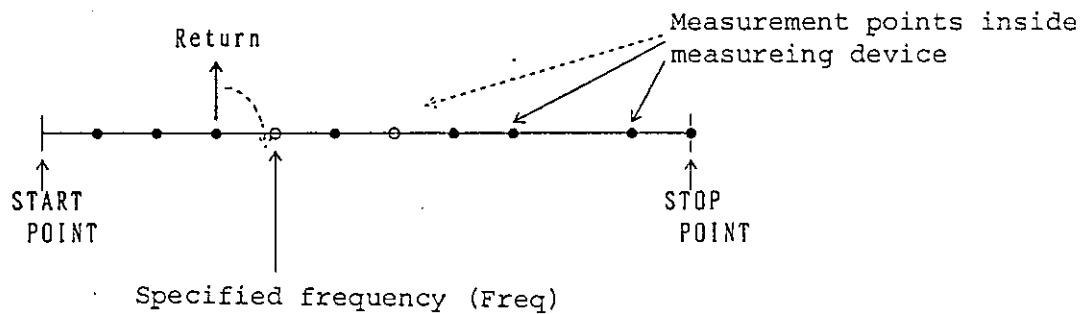 Return
Measurement points inside
measureing device
START
POINT
STOP
POINT
Specified frequency (Freq)